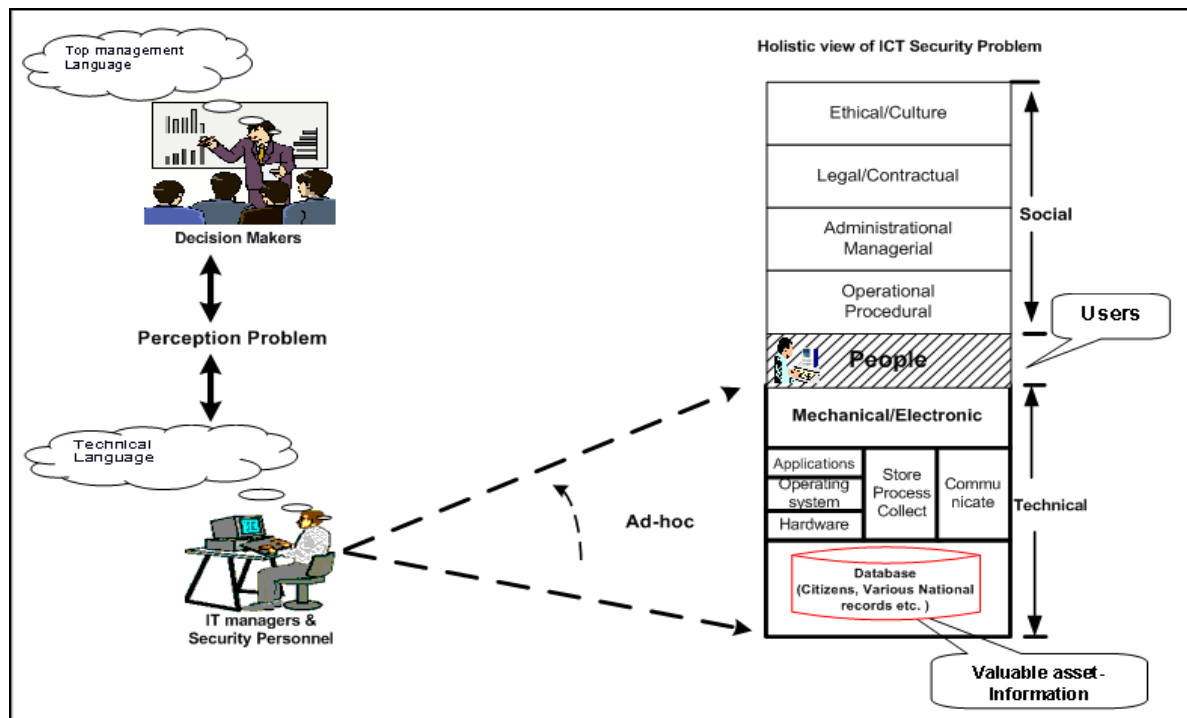 Top management
Language
Decision Makers
Perception Problem
Technical
Language
IT managers &
Security Personnel
Ad-hoc
Holistic view of ICT Security Problem
Ethical/Culture
Legal/Contractual
Administrational
Managerial
Operational
Procedural
People
Mechanical/Electronic
Applications
Operating
system
Hardware
Store
Process
Collect
Commu
nicate
Database
(Citizens, Various National
records etc. )
Social
Users
Technical
Valuable asset-
Information